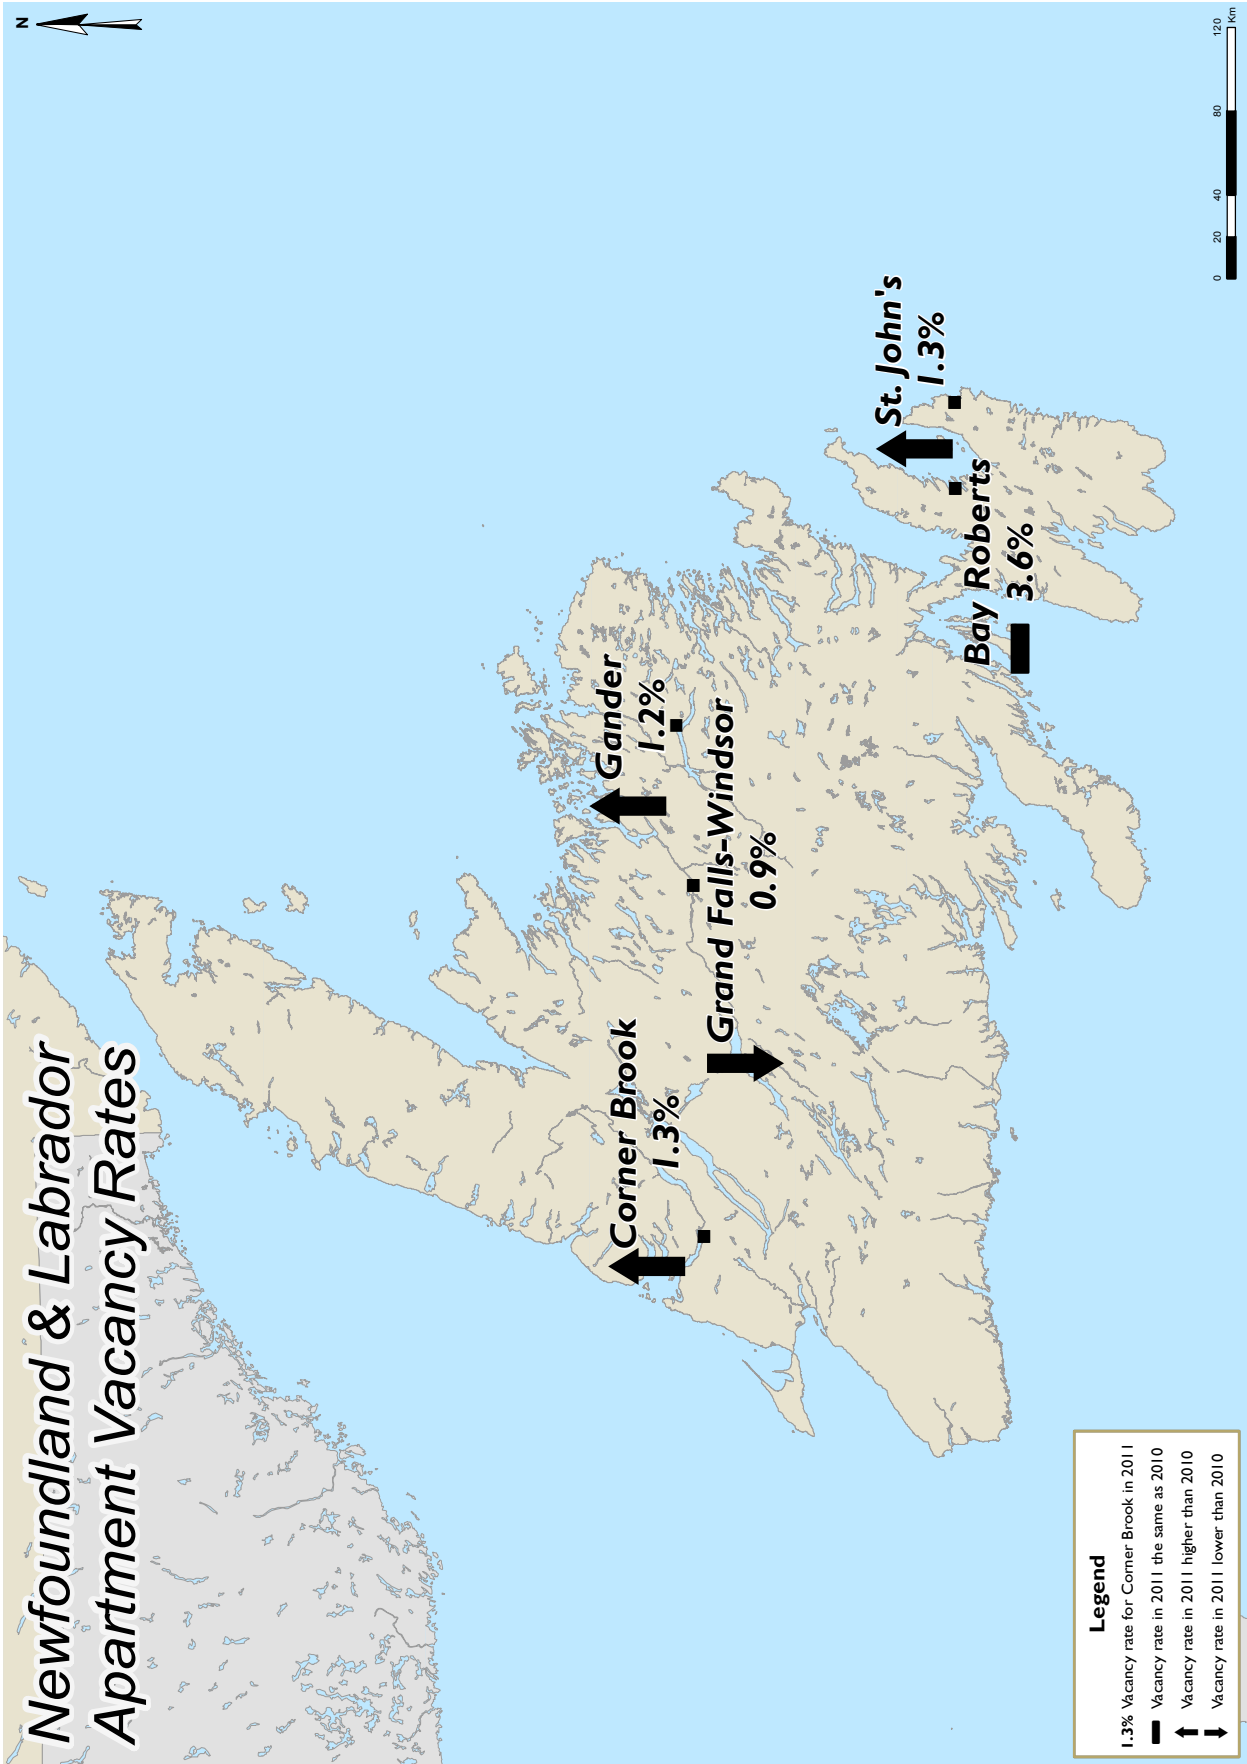 Newfoundland & Labrador
Apartment Vacancy Rates
N
Corner Brook
1.3%
Gander
1.2%
Grand Falls-Windsor
0.9%
St. John's
1.3%
Bay Roberts
3.6%
Legend
1.3% Vacancy rate for Corner Brook in 2011
Vacancy rate in 2011 the same as 2010
Vacancy rate in 2011 higher than 2010
Vacancy rate in 2011 lower than 2010
0 20 40 80 120
Km